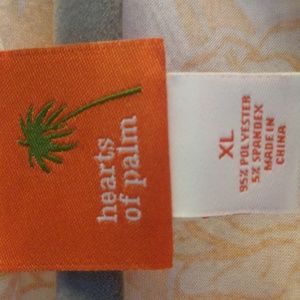 hearts
of palm
XL
95% POLYESTER
5% SPANDEX
MADE IN
CHINA